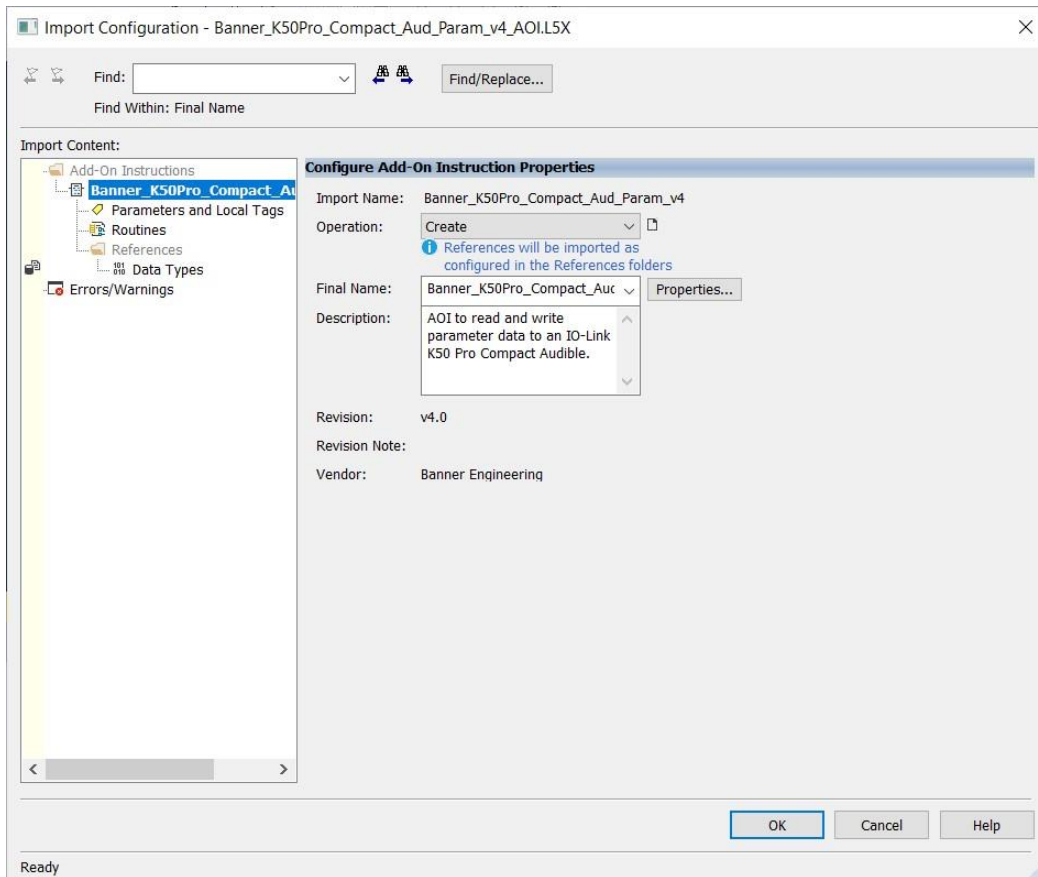 Import Configuration - Banner_K50Pro_Compact_Aud_Param_v4_AOI.L5X
Find:
Find/Replace...
Find Within: Final Name
Import Content:
Add-On Instructions
Banner_K50Pro_Compact_Au
Parameters and Local Tags
Routines
References
Data Types
Errors/Warnings
Configure Add-On Instruction Properties
Import Name: Banner_K50Pro_Compact_Aud_Param_v4
Operation: Create
References will be imported as
configured in the References folders
Final Name: Banner_K50Pro_Compact_Auc Properties...
Description: AOI to read and write
parameter data to an IO-Link
K50 Pro Compact Audible.
Revision: v4.0
Revision Note:
Vendor: Banner Engineering
OK Cancel Help
Ready